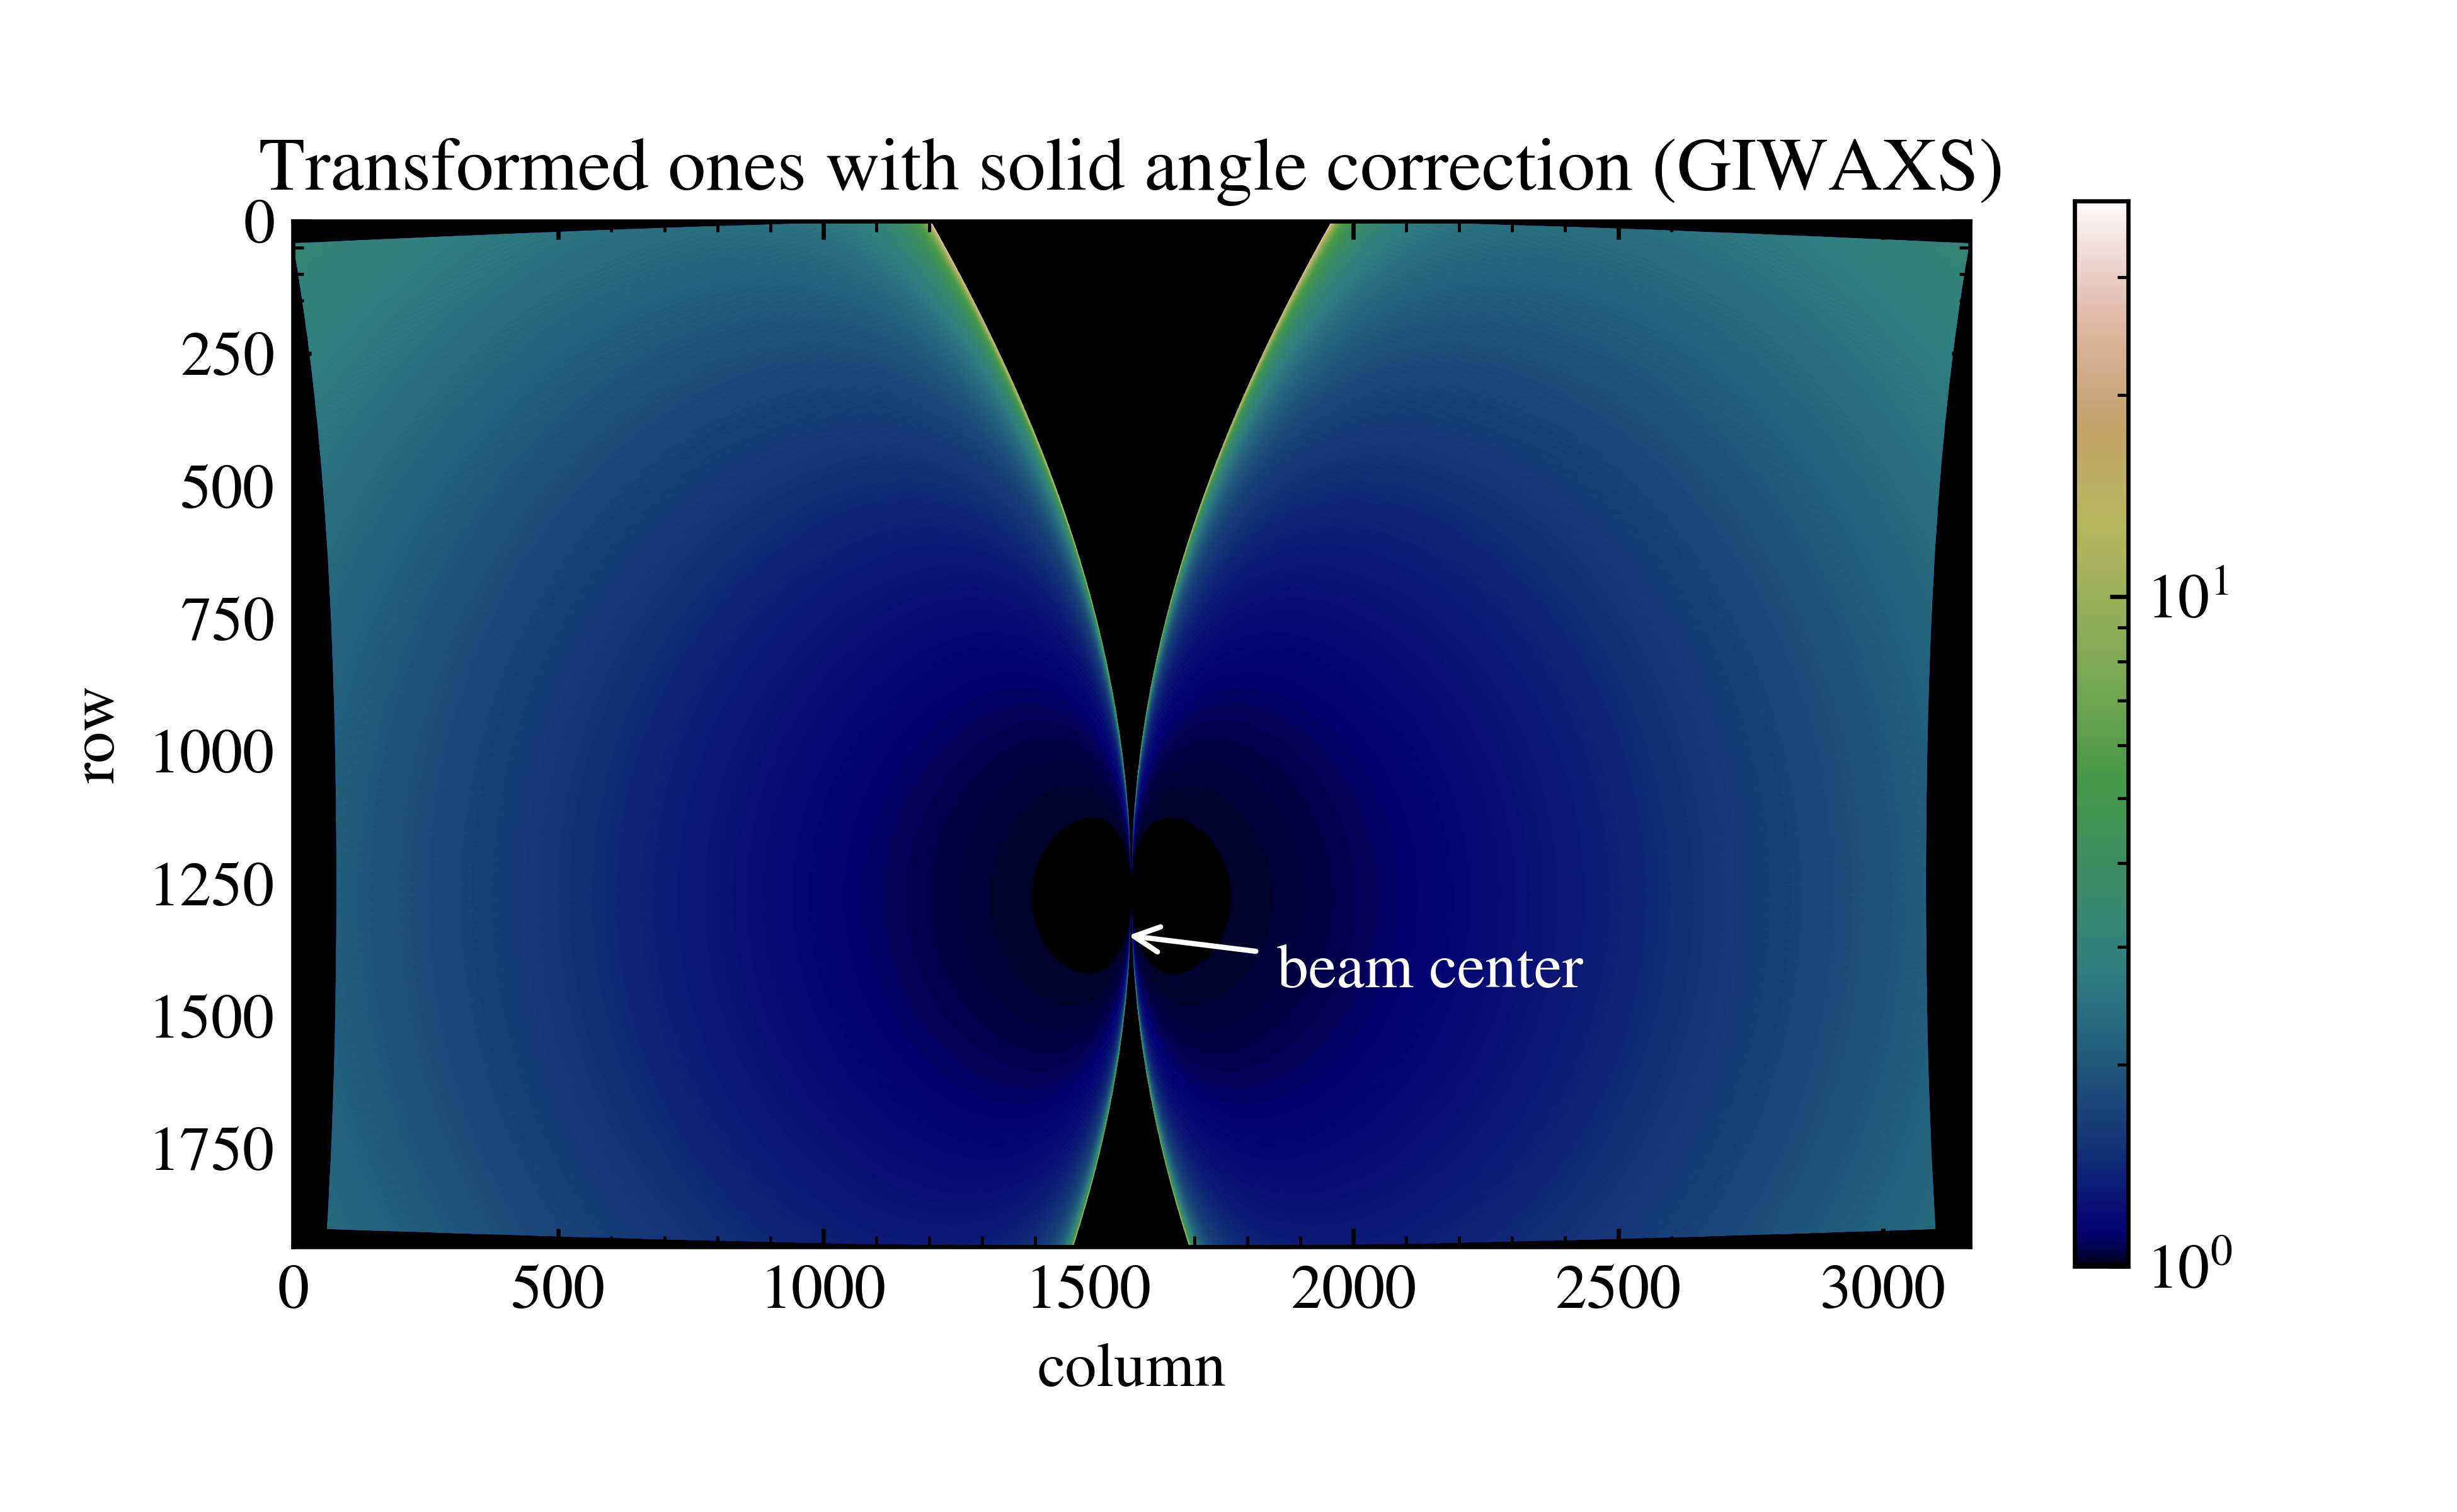 Transformed ones with solid angle correction (GIWAXS)
0
250
500
750
1000
1250
1500
1750
row
0 500 1000 1500 2000 2500 3000
column
beam center
10¹
10⁰